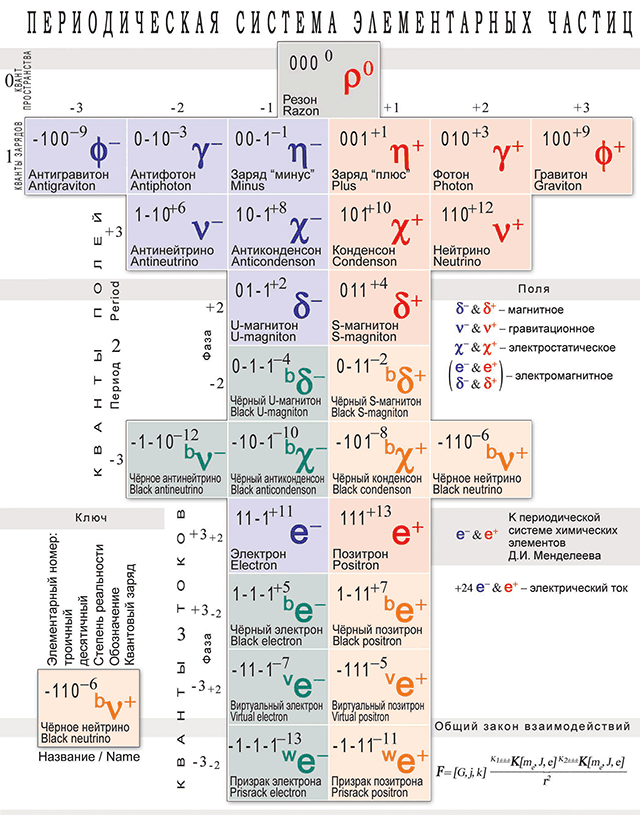 ПЕРИОДИЧЕСКАЯ СИСТЕМА ЭЛЕМЕНТАРНЫХ ЧАСТИЦ
0 КВАНТ ПРОСТРАНСТВА
000 0 ρ0
Резон
Razon
-3 -2 -1 +1 +2 +3
1 КВАНТЫ ЗАРЯДОВ
-100 −9 ϕ−
Антигравитон
Antigraviton
0-10 −3 γ−
Антифотон
Antiphoton
00-1 −1 η−
Заряд "минус"
Minus
001 +1 η+
Заряд "плюс"
Plus
010 +3 γ+
Фотон
Photon
100 +9 ϕ+
Гравитон
Graviton
КВАНТЫ ПОЛЕЙ
Период 2 Period
Фаза
+3
1-10 +6 ν−
Антинейтрино
Antineutrino
10-1 +8 χ−
Антиконденсон
Anticondenson
101 +10 χ+
Конденсон
Condenson
110 +12 ν+
Нейтрино
Neutrino
+2
01-1 +2 δ−
U-магнитон
U-magniton
011 +4 δ+
S-магнитон
S-magniton
Поля
δ− & δ+ – магнитное
ν− & ν+ – гравитационное
χ− & χ+ – электростатическое
(e− & e+
δ− & δ+) – электромагнитное
-2
0-1-1 −4 bδ−
Чёрный U-магнитон
Black U-magniton
0-11 −2 bδ+
Чёрный S-магнитон
Black S-magniton
-3
-1-10 −12 bν−
Чёрное антинейтрино
Black antineutrino
-10-1 −10 bχ−
Чёрный антиконденсон
Black anticondenson
-101 −8 bχ+
Чёрный конденсон
Black condenson
-110 −6 bν+
Чёрное нейтрино
Black neutrino
КВАНТЫ 3 ТОКОВ
Фаза
+3+2
11-1 +11 e−
Электрон
Electron
111 +13 e+
Позитрон
Positron
e− & e+
К периодической
системе химических
элементов
Д.И. Менделеева
+3-2
1-1-1 +5 be−
Чёрный электрон
Black electron
1-11 +7 be+
Чёрный позитрон
Black positron
+24 e− & e+ – электрический ток
-3+2
-11-1 −7 ve−
Виртуальный электрон
Virtual electron
-111 −5 ve+
Виртуальный позитрон
Virtual positron
-3-2
-1-1-1 −13 we−
Призрак электрона
Prisrack electron
-1-11 −11 we+
Призрак позитрона
Prisrack positron
Ключ
Элементарный номер:
троичный
десятичный
Степень реальности
Обозначение
Квантовый заряд
-110 −6 bν+
Чёрное нейтрино
Black neutrino
Название / Name
Общий закон взаимодействий